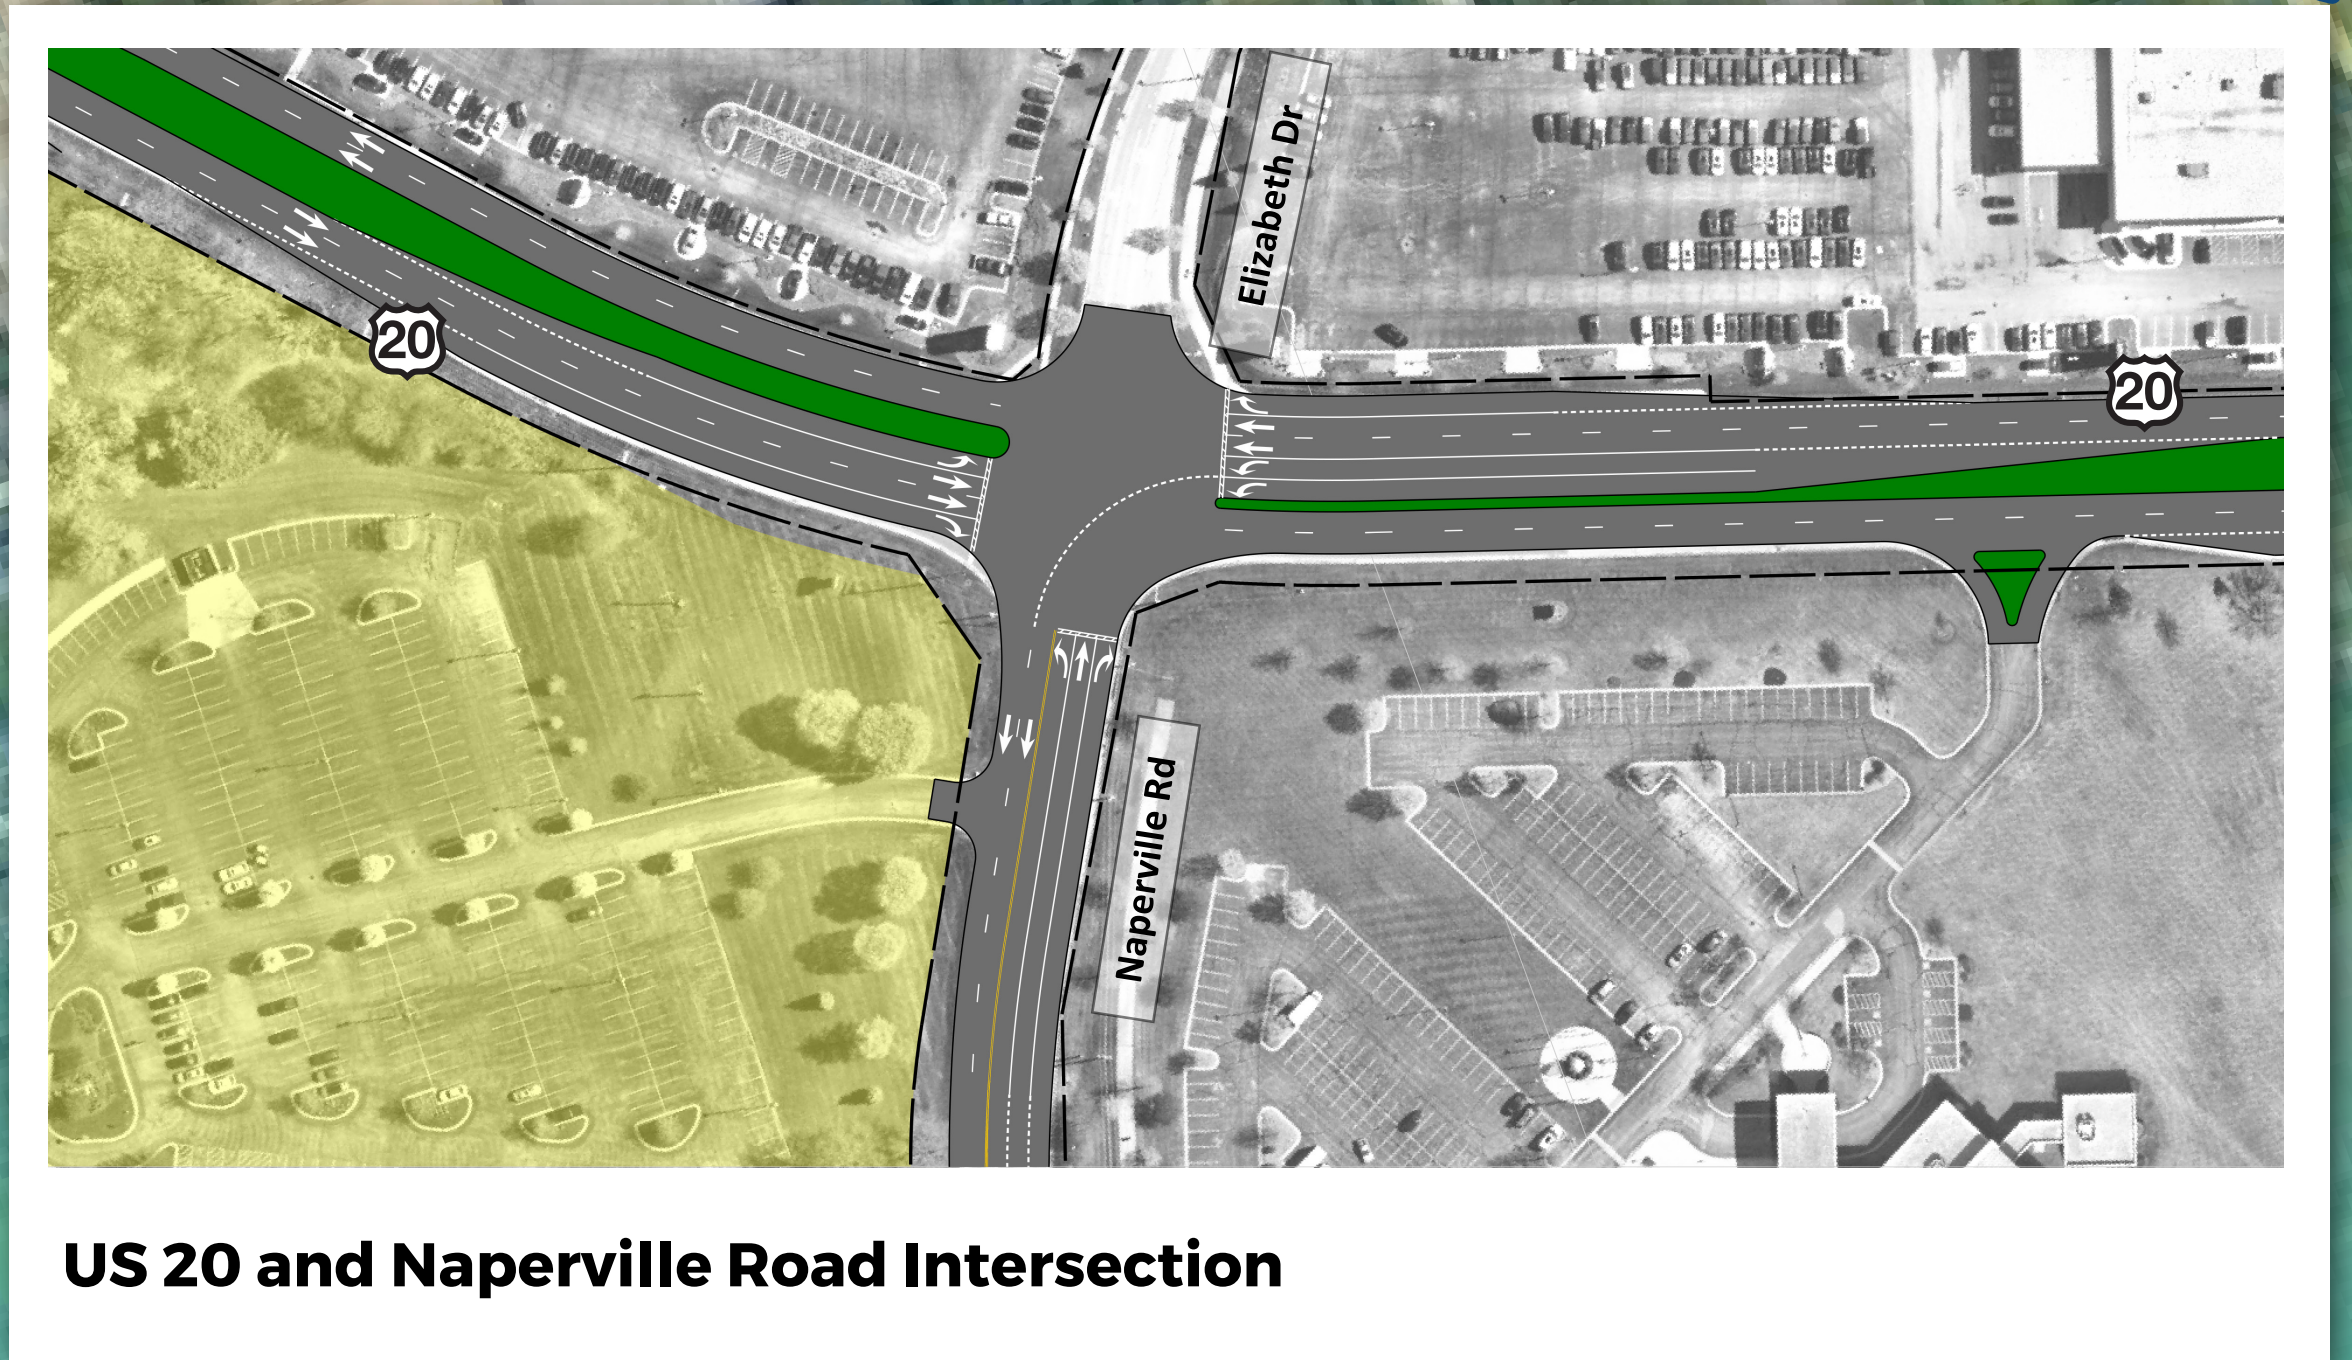 Elizabeth Dr
20
20
Naperville Rd
US 20 and Naperville Road Intersection